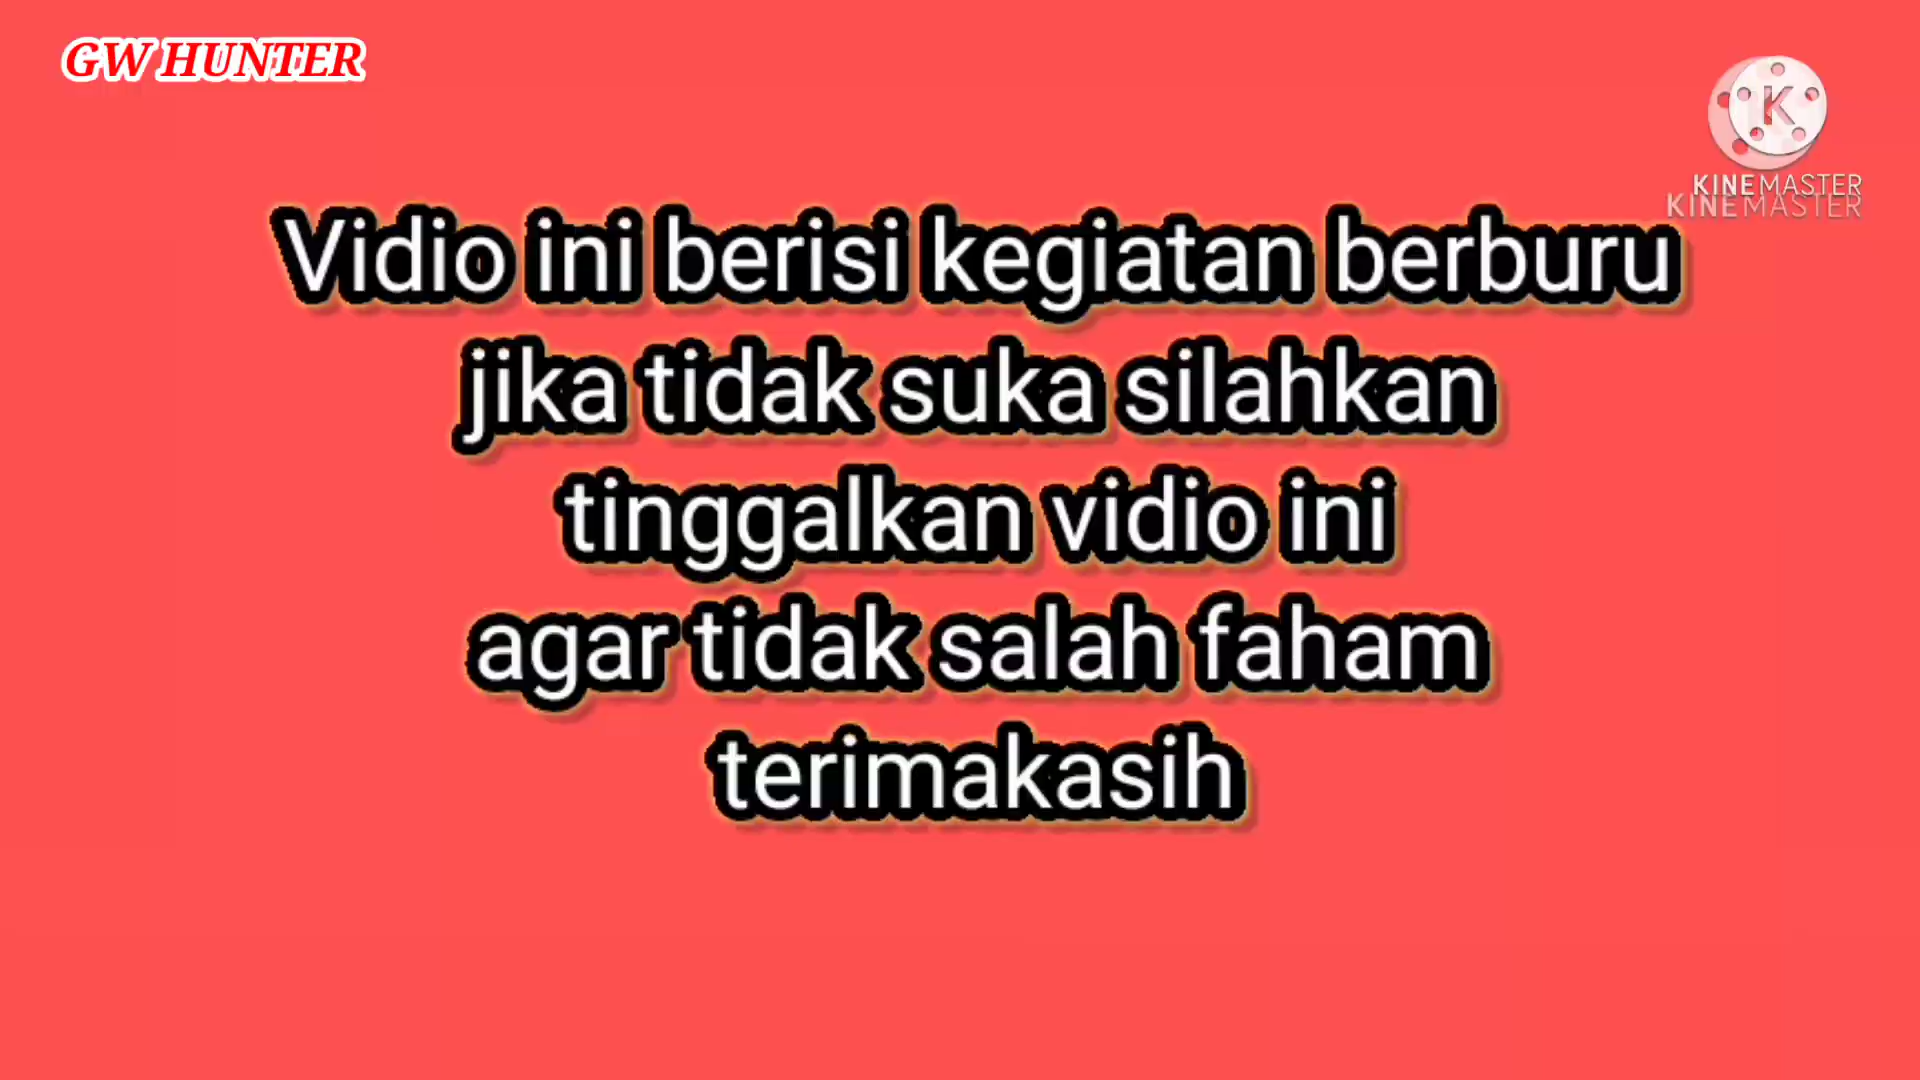 GW HUNTER
KINEMASTER
KINEMASTER
Vidio ini berisi kegiatan berburu
jika tidak suka silahkan
tinggalkan vidio ini
agar tidak salah faham
terimakasih